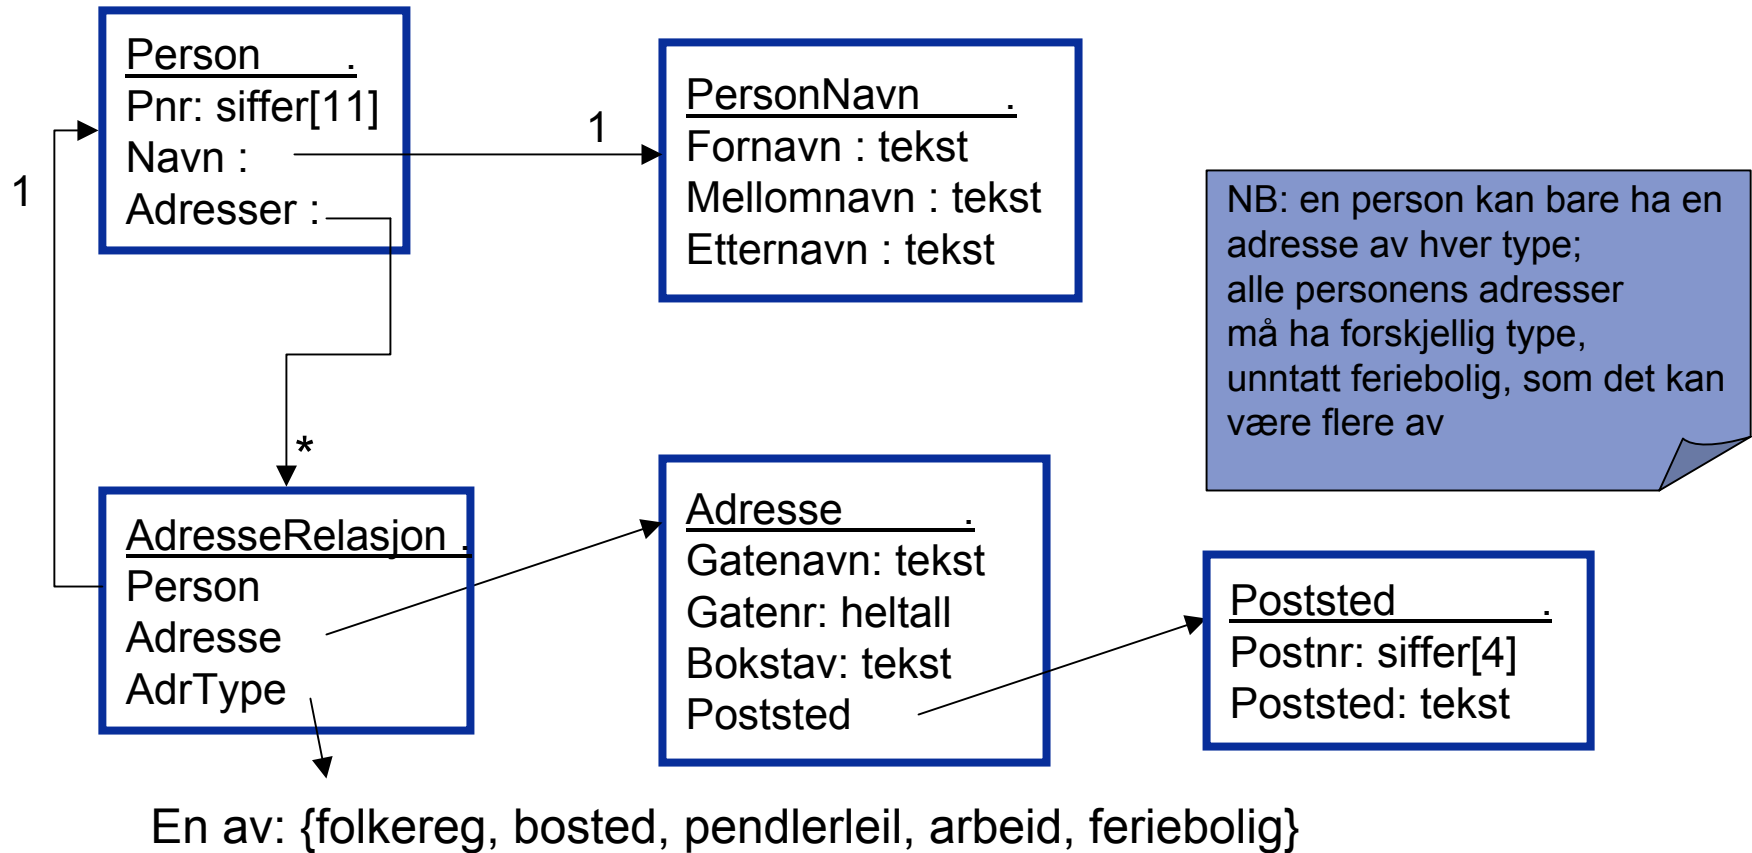 Person .
Pnr: siffer[11]
Navn :
Adresser :
1
1
PersonNavn .
Fornavn : tekst
Mellomnavn : tekst
Etternavn : tekst
NB: en person kan bare ha en
adresse av hver type;
alle personens adresser
må ha forskjellig type,
unntatt feriebolig, som det kan
være flere av
*
AdresseRelasjon .
Person
Adresse
AdrType
Adresse .
Gatenavn: tekst
Gatenr: heltall
Bokstav: tekst
Poststed
Poststed .
Postnr: siffer[4]
Poststed: tekst
En av: {folkereg, bosted, pendlerleil, arbeid, feriebolig}